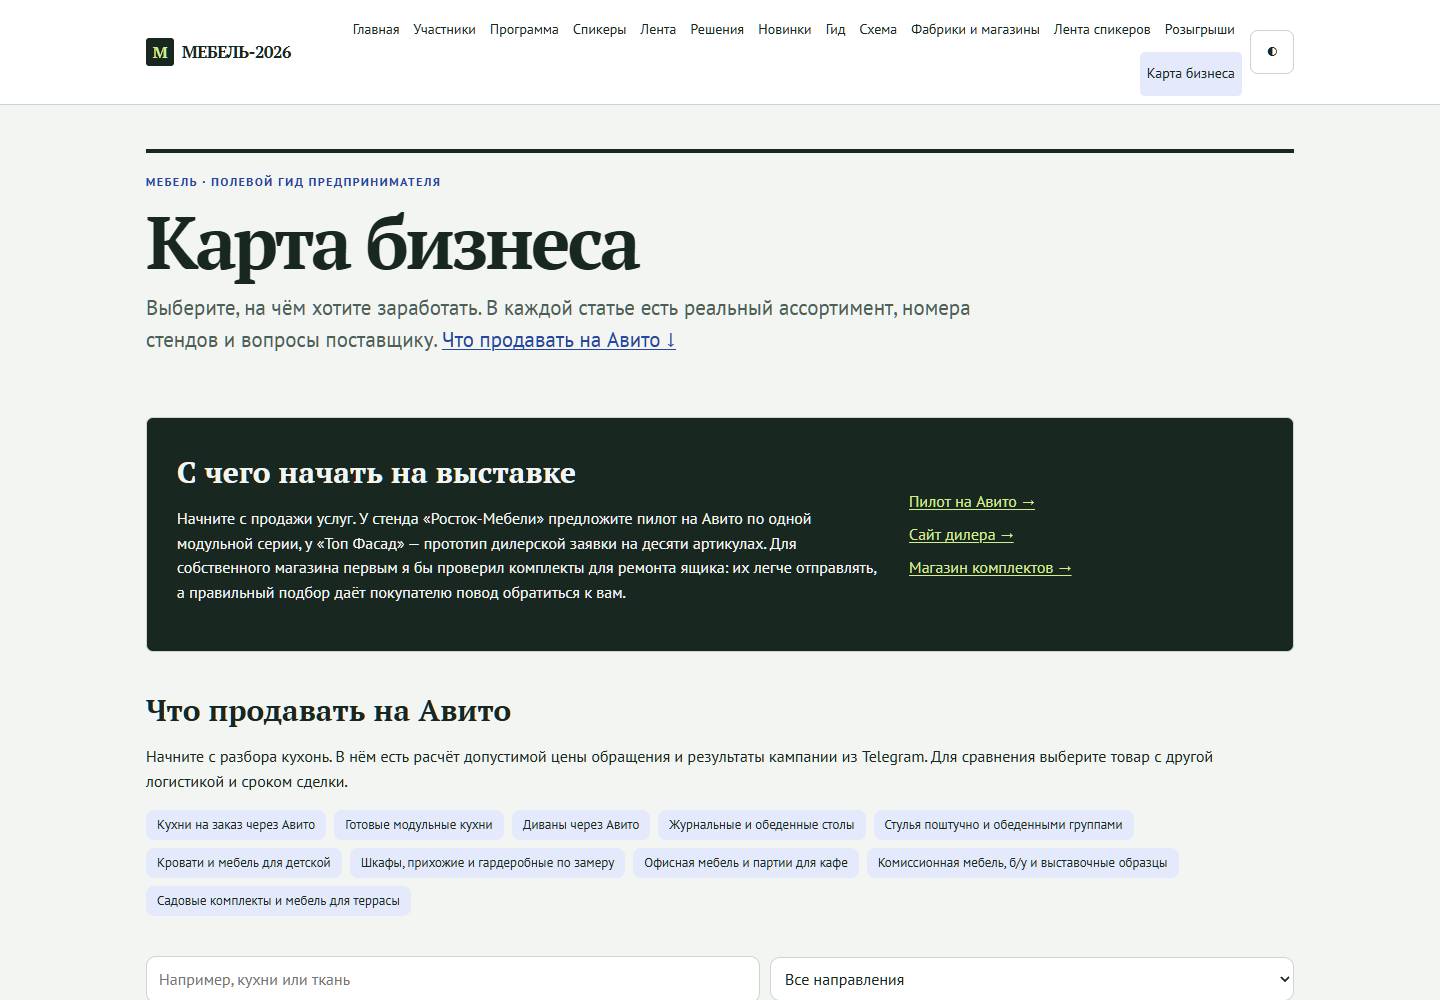 M МЕБЕЛЬ-2026
Главная Участники Программа Спикеры Лента Решения Новинки Гид Схема Фабрики и магазины Лента спикеров Розыгрыши
Карта бизнеса
МЕБЕЛЬ · ПОЛЕВОЙ ГИД ПРЕДПРИНИМАТЕЛЯ
Карта бизнеса
Выберите, на чём хотите заработать. В каждой статье есть реальный ассортимент, номера
стендов и вопросы поставщику. Что продавать на Авито ↓
С чего начать на выставке
Начните с продажи услуг. У стенда «Росток-Мебели» предложите пилот на Авито по одной
модульной серии, у «Топ Фасад» — прототип дилерской заявки на десяти артикулах. Для
собственного магазина первым я бы проверил комплекты для ремонта ящика: их легче отправлять,
а правильный подбор даёт покупателю повод обратиться к вам.
Пилот на Авито →
Сайт дилера →
Магазин комплектов →
Что продавать на Авито
Начните с разбора кухонь. В нём есть расчёт допустимой цены обращения и результаты кампании из Telegram. Для сравнения выберите товар с другой
логистикой и сроком сделки.
Кухни на заказ через Авито Готовые модульные кухни Диваны через Авито Журнальные и обеденные столы Стулья поштучно и обеденными группами
Кровати и мебель для детской Шкафы, прихожие и гардеробные по замеру Офисная мебель и партии для кафе Комиссионная мебель, б/у и выставочные образцы
Садовые комплекты и мебель для террасы
Например, кухни или ткань
Все направления